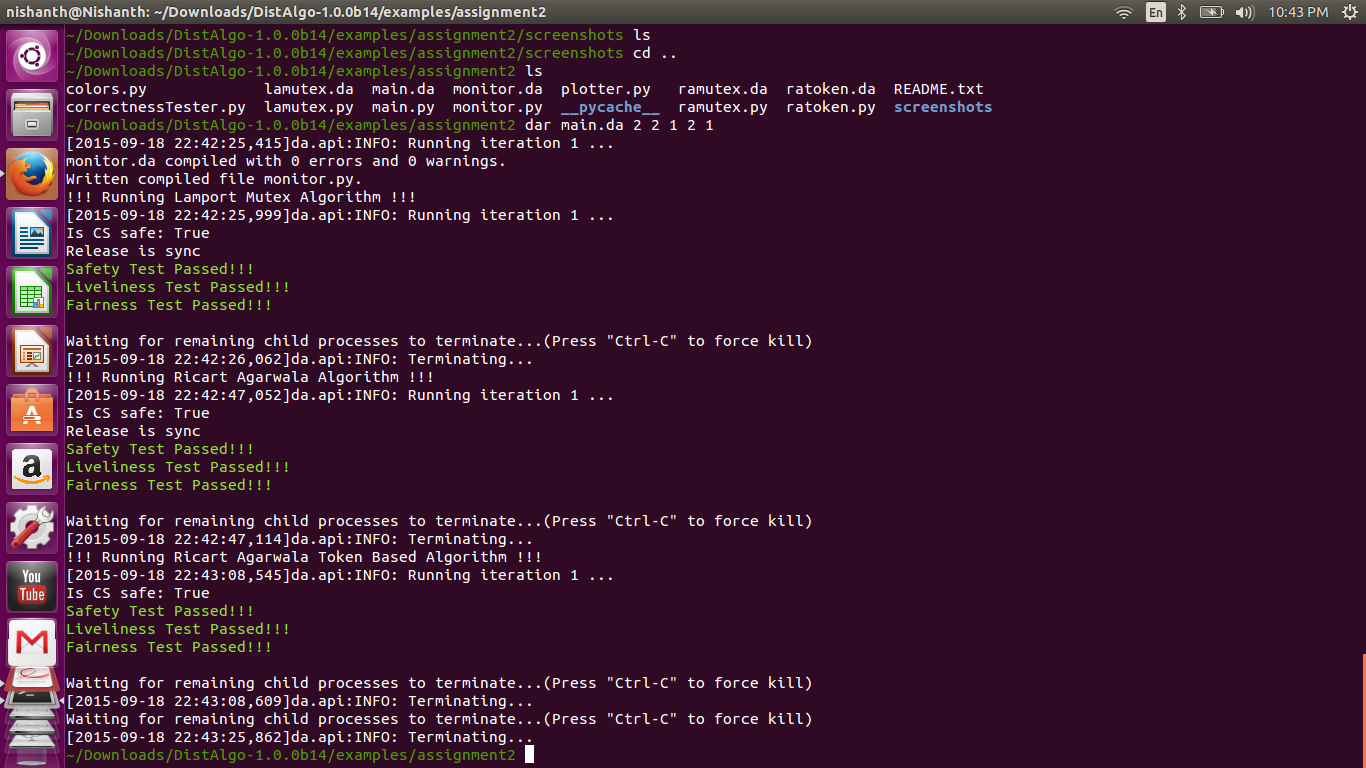 nishanth@Nishanth: ~/Downloads/DistAlgo-1.0.0b14/examples/assignment2 En 10:43 PM
~/Downloads/DistAlgo-1.0.0b14/examples/assignment2/screenshots ls
~/Downloads/DistAlgo-1.0.0b14/examples/assignment2/screenshots cd ..
~/Downloads/DistAlgo-1.0.0b14/examples/assignment2 ls
colors.py lamutex.da main.da monitor.da plotter.py ramutex.da ratoken.da README.txt
correctnessTester.py lamutex.py main.py monitor.py __pycache__ ramutex.py ratoken.py screenshots
~/Downloads/DistAlgo-1.0.0b14/examples/assignment2 dar main.da 2 2 1 2 1
[2015-09-18 22:42:25,415]da.api:INFO: Running iteration 1 ...
monitor.da compiled with 0 errors and 0 warnings.
Written compiled file monitor.py.
!!! Running Lamport Mutex Algorithm !!!
[2015-09-18 22:42:25,999]da.api:INFO: Running iteration 1 ...
Is CS safe: True
Release is sync
Safety Test Passed!!!
Liveliness Test Passed!!!
Fairness Test Passed!!!
Waiting for remaining child processes to terminate...(Press "Ctrl-C" to force kill)
[2015-09-18 22:42:26,062]da.api:INFO: Terminating...
!!! Running Ricart Agarwala Algorithm !!!
[2015-09-18 22:42:47,052]da.api:INFO: Running iteration 1 ...
Is CS safe: True
Release is sync
Safety Test Passed!!!
Liveliness Test Passed!!!
Fairness Test Passed!!!
Waiting for remaining child processes to terminate...(Press "Ctrl-C" to force kill)
[2015-09-18 22:42:47,114]da.api:INFO: Terminating...
!!! Running Ricart Agarwala Token Based Algorithm !!!
[2015-09-18 22:43:08,545]da.api:INFO: Running iteration 1 ...
Is CS safe: True
Safety Test Passed!!!
Liveliness Test Passed!!!
Fairness Test Passed!!!
Waiting for remaining child processes to terminate...(Press "Ctrl-C" to force kill)
[2015-09-18 22:43:08,609]da.api:INFO: Terminating...
Waiting for remaining child processes to terminate...(Press "Ctrl-C" to force kill)
[2015-09-18 22:43:25,862]da.api:INFO: Terminating...
~/Downloads/DistAlgo-1.0.0b14/examples/assignment2
a
You
Tube